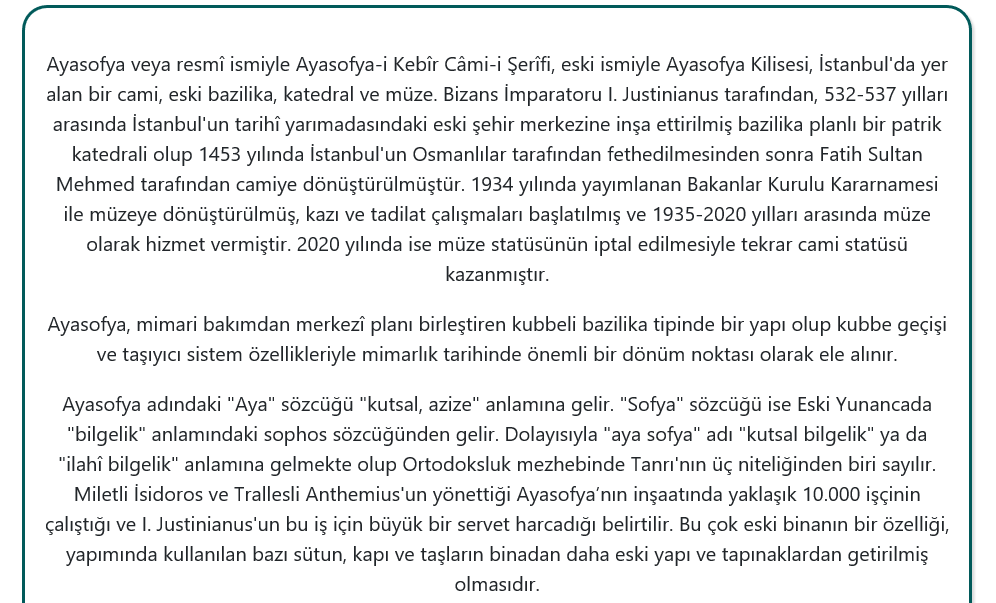 Ayasofya veya resmî ismiyle Ayasofya-i Kebîr Câmi-i Şerîfi, eski ismiyle Ayasofya Kilisesi, İstanbul'da yer
alan bir cami, eski bazilika, katedral ve müze. Bizans İmparatoru I. Justinianus tarafından, 532-537 yılları
arasında İstanbul'un tarihî yarımadasındaki eski şehir merkezine inşa ettirilmiş bazilika planlı bir patrik
katedrali olup 1453 yılında İstanbul'un Osmanlılar tarafından fethedilmesinden sonra Fatih Sultan
Mehmed tarafından camiye dönüştürülmüştür. 1934 yılında yayımlanan Bakanlar Kurulu Kararnamesi
ile müzeye dönüştürülmüş, kazı ve tadilat çalışmaları başlatılmış ve 1935-2020 yılları arasında müze
olarak hizmet vermiştir. 2020 yılında ise müze statüsünün iptal edilmesiyle tekrar cami statüsü
kazanmıştır.
Ayasofya, mimari bakımdan merkezî planı birleştiren kubbeli bazilika tipinde bir yapı olup kubbe geçişi
ve taşıyıcı sistem özellikleriyle mimarlık tarihinde önemli bir dönüm noktası olarak ele alınır.
Ayasofya adındaki "Aya" sözcüğü "kutsal, azize" anlamına gelir. "Sofya" sözcüğü ise Eski Yunancada
"bilgelik" anlamındaki sophos sözcüğünden gelir. Dolayısıyla "aya sofya" adı "kutsal bilgelik" ya da
"ilahî bilgelik" anlamına gelmekte olup Ortodoksluk mezhebinde Tanrı'nın üç niteliğinden biri sayılır.
Miletli İsidoros ve Trallesli Anthemius'un yönettiği Ayasofya’nın inşaatında yaklaşık 10.000 işçinin
çalıştığı ve I. Justinianus'un bu iş için büyük bir servet harcadığı belirtilir. Bu çok eski binanın bir özelliği,
yapımında kullanılan bazı sütun, kapı ve taşların binadan daha eski yapı ve tapınaklardan getirilmiş
olmasıdır.